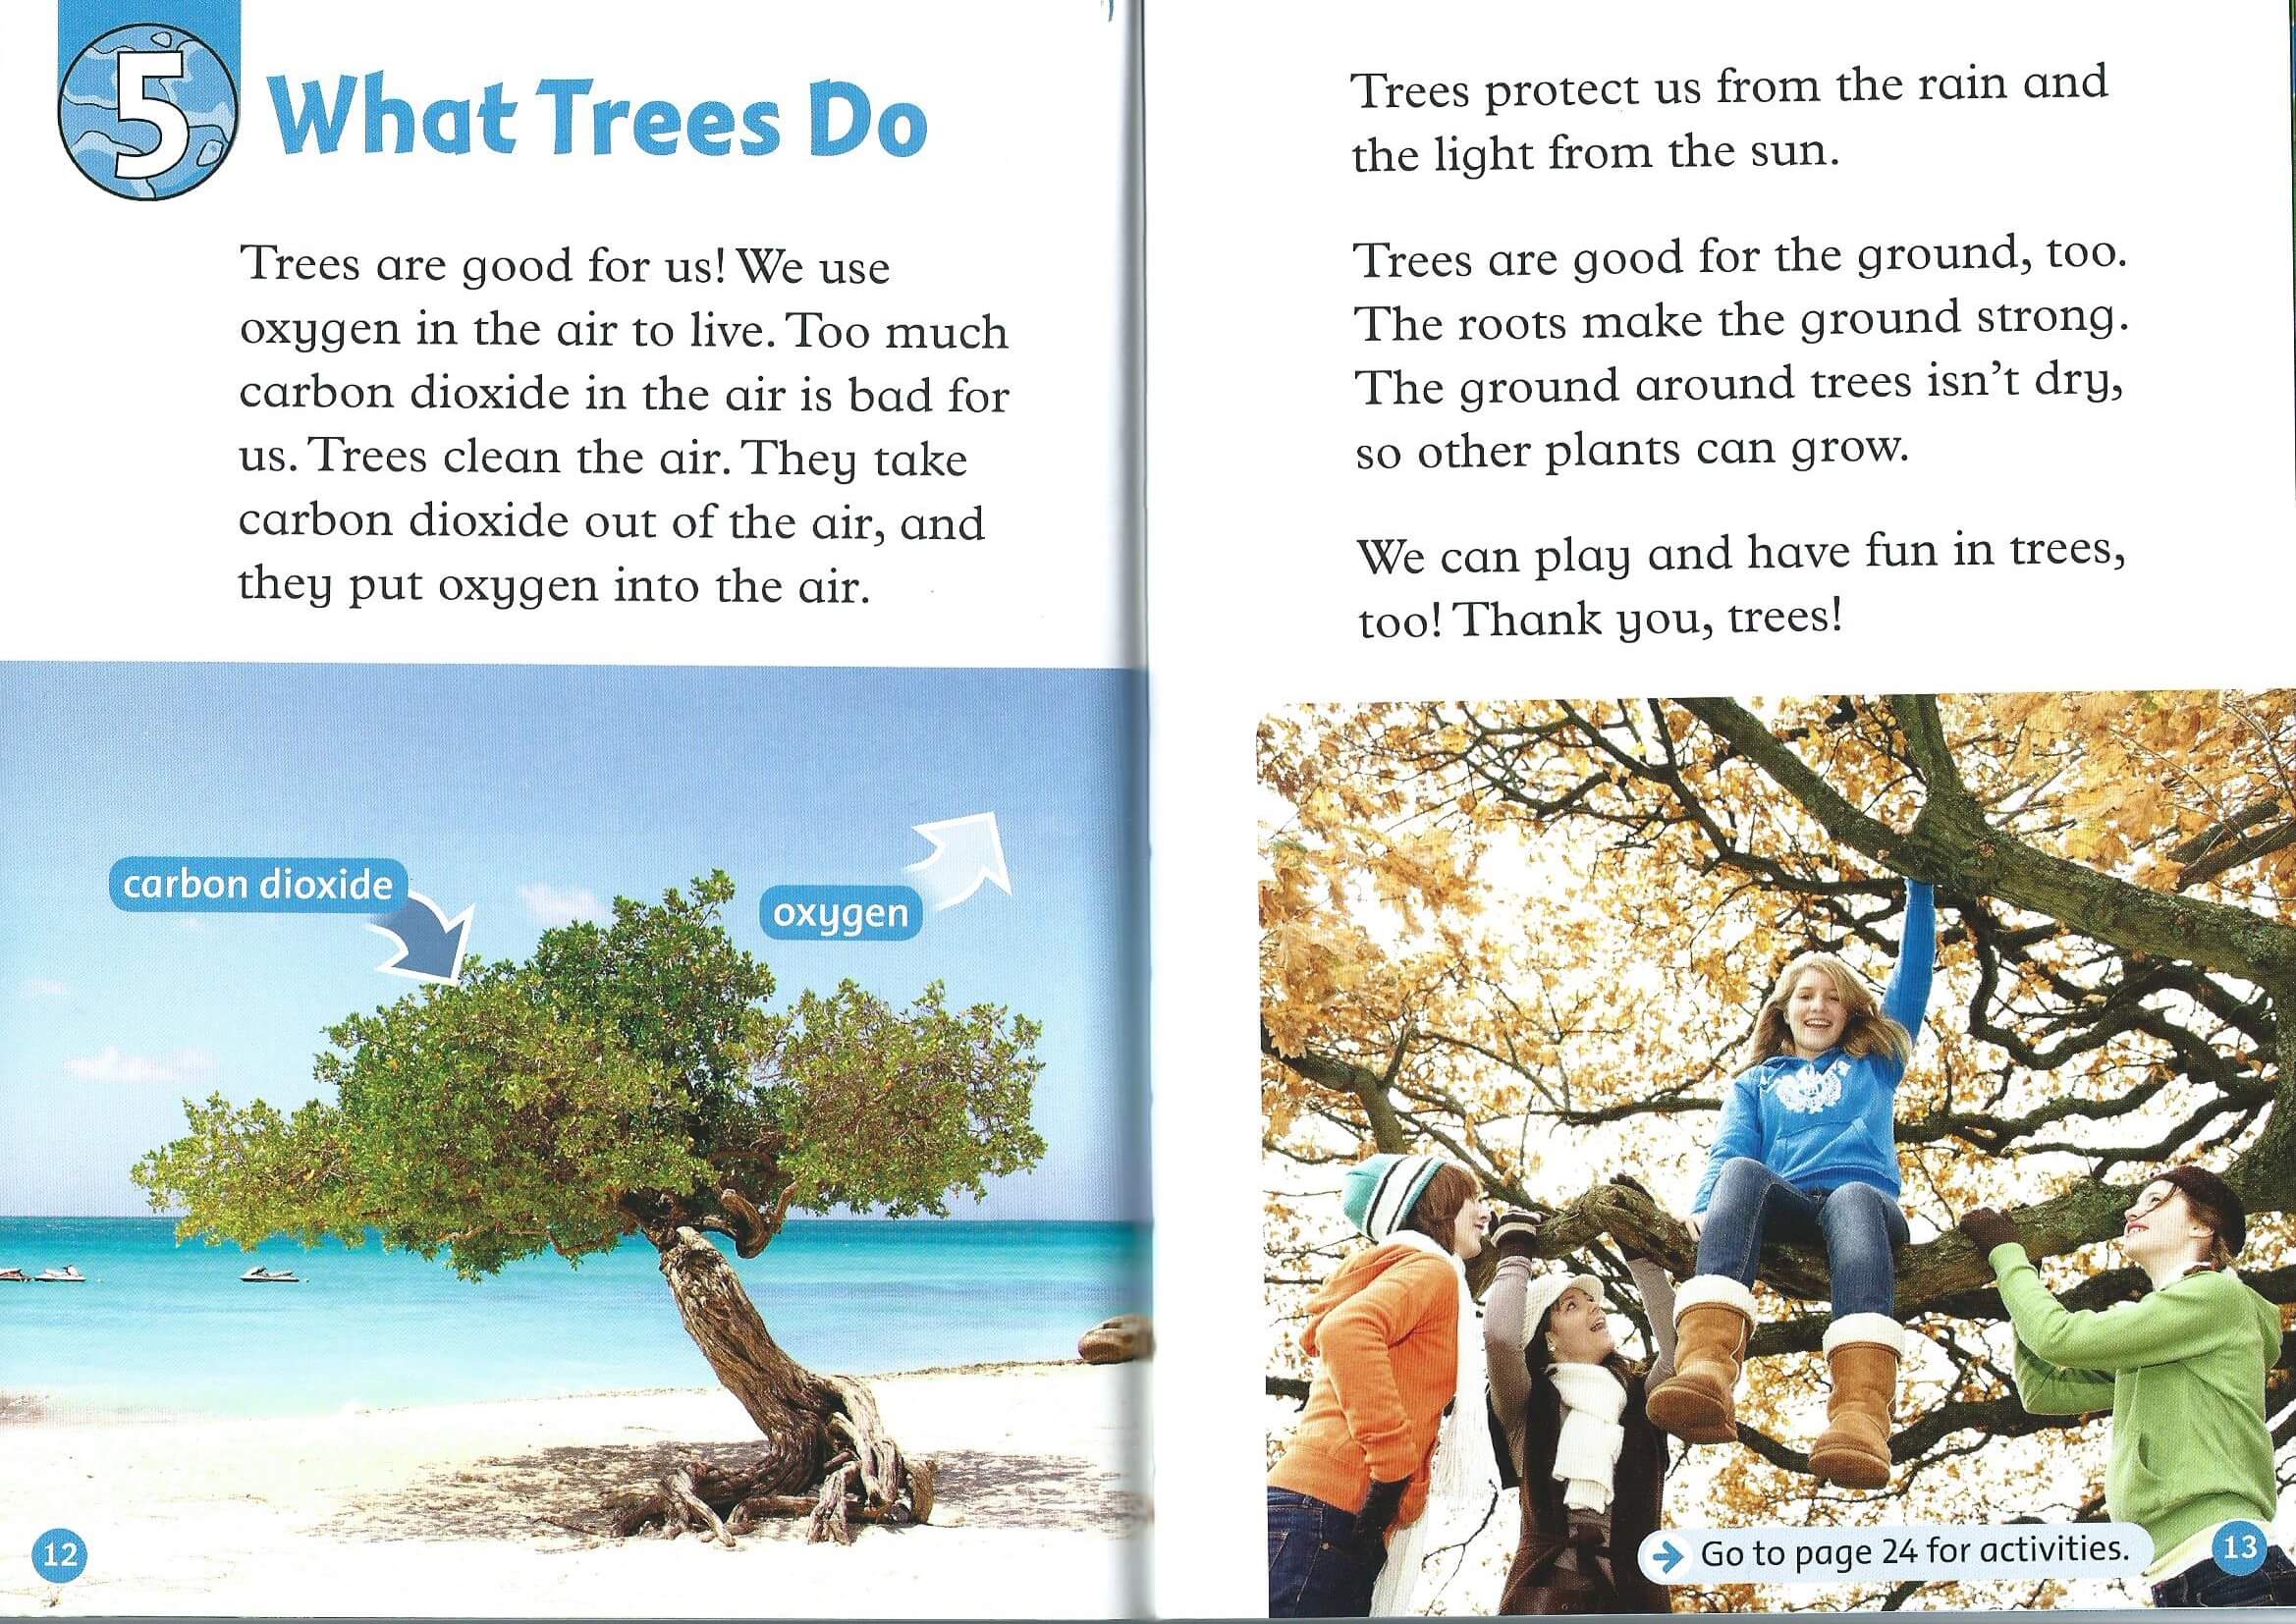 5
What Trees Do
Trees are good for us! We use
oxygen in the air to live. Too much
carbon dioxide in the air is bad for
us. Trees clean the air. They take
carbon dioxide out of the air, and
they put oxygen into the air.
carbon dioxide
oxygen
12
Trees protect us from the rain and
the light from the sun.
Trees are good for the ground, too.
The roots make the ground strong.
The ground around trees isn't dry,
so other plants can grow.
We can play and have fun in trees,
too! Thank you, trees!
Go to page 24 for activities.
13